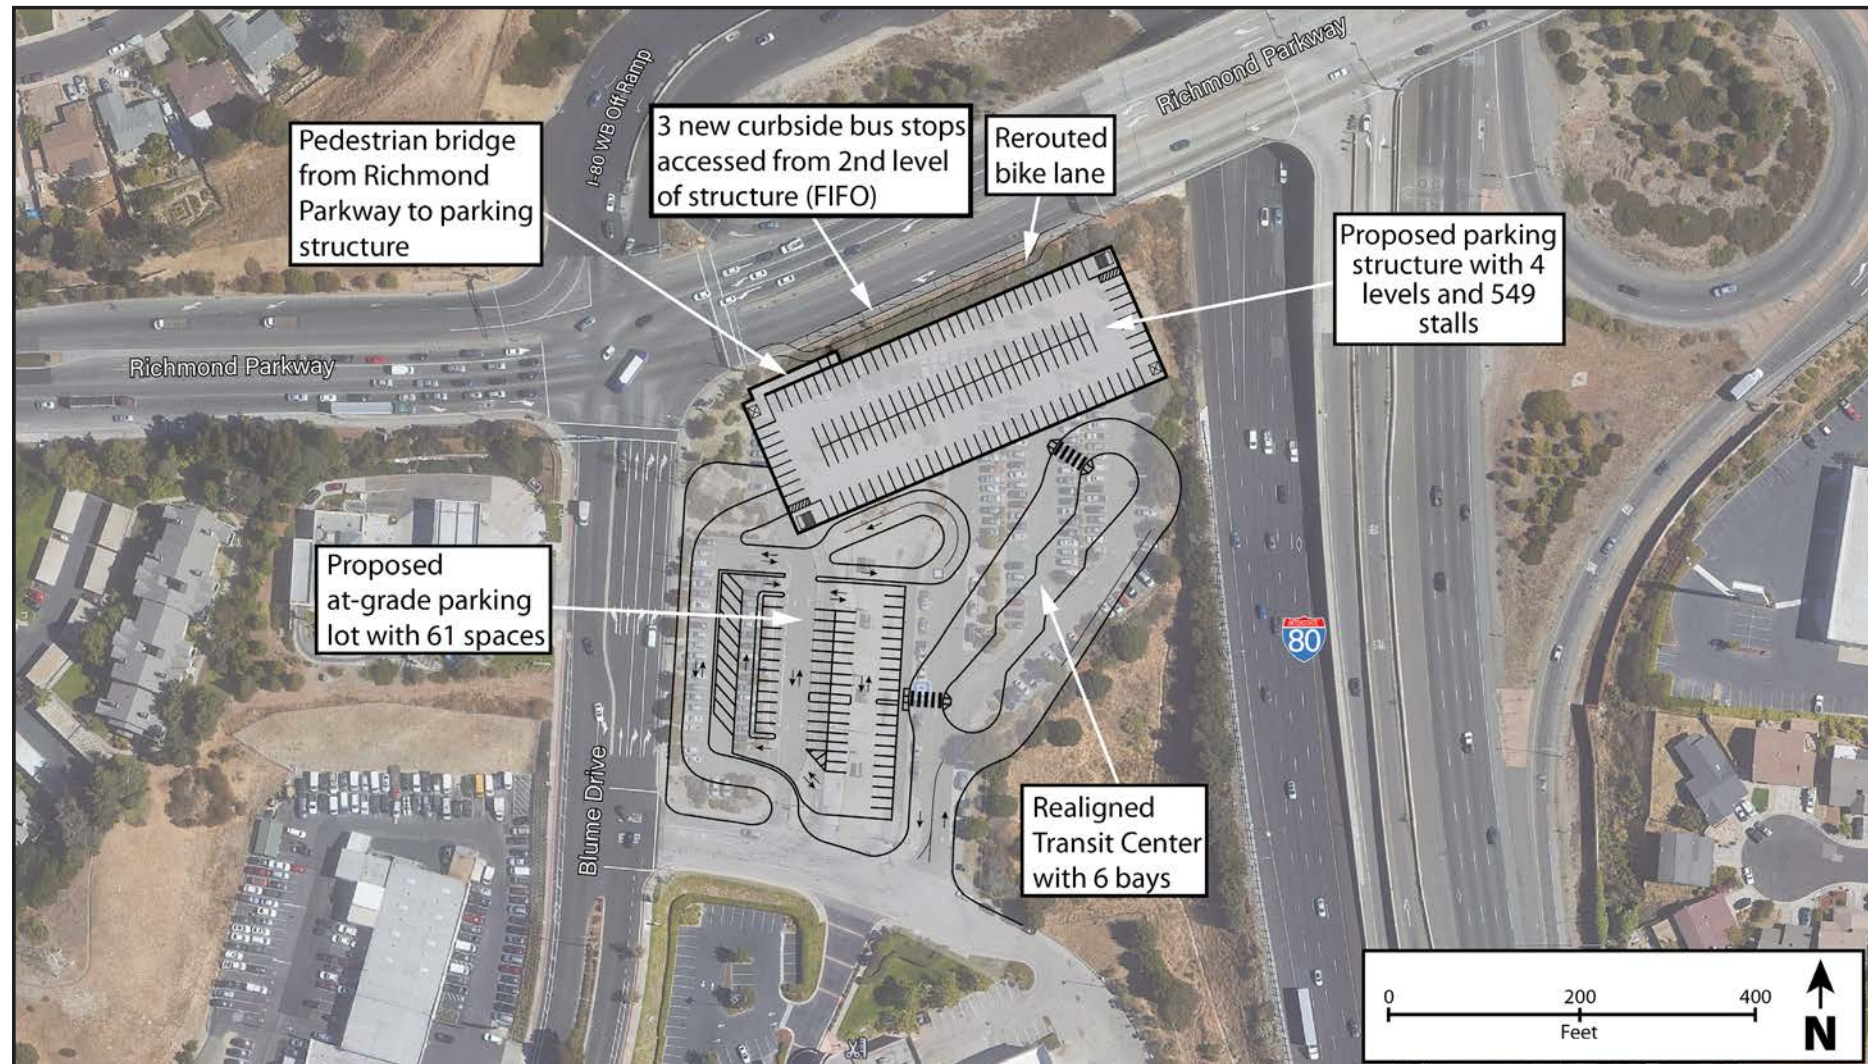 Richmond Parkway
I-80 WB Off Ramp
3 new curbside bus stops
accessed from 2nd level
of structure (FIFO)
Rerouted
bike lane
Pedestrian bridge
from Richmond
Parkway to parking
structure
Proposed parking
structure with 4
levels and 549
stalls
Richmond Parkway
Proposed
at-grade parking
lot with 61 spaces
INTERSTATE
80
Blume Drive
Realigned
Transit Center
with 6 bays
0 200 400
Feet
N